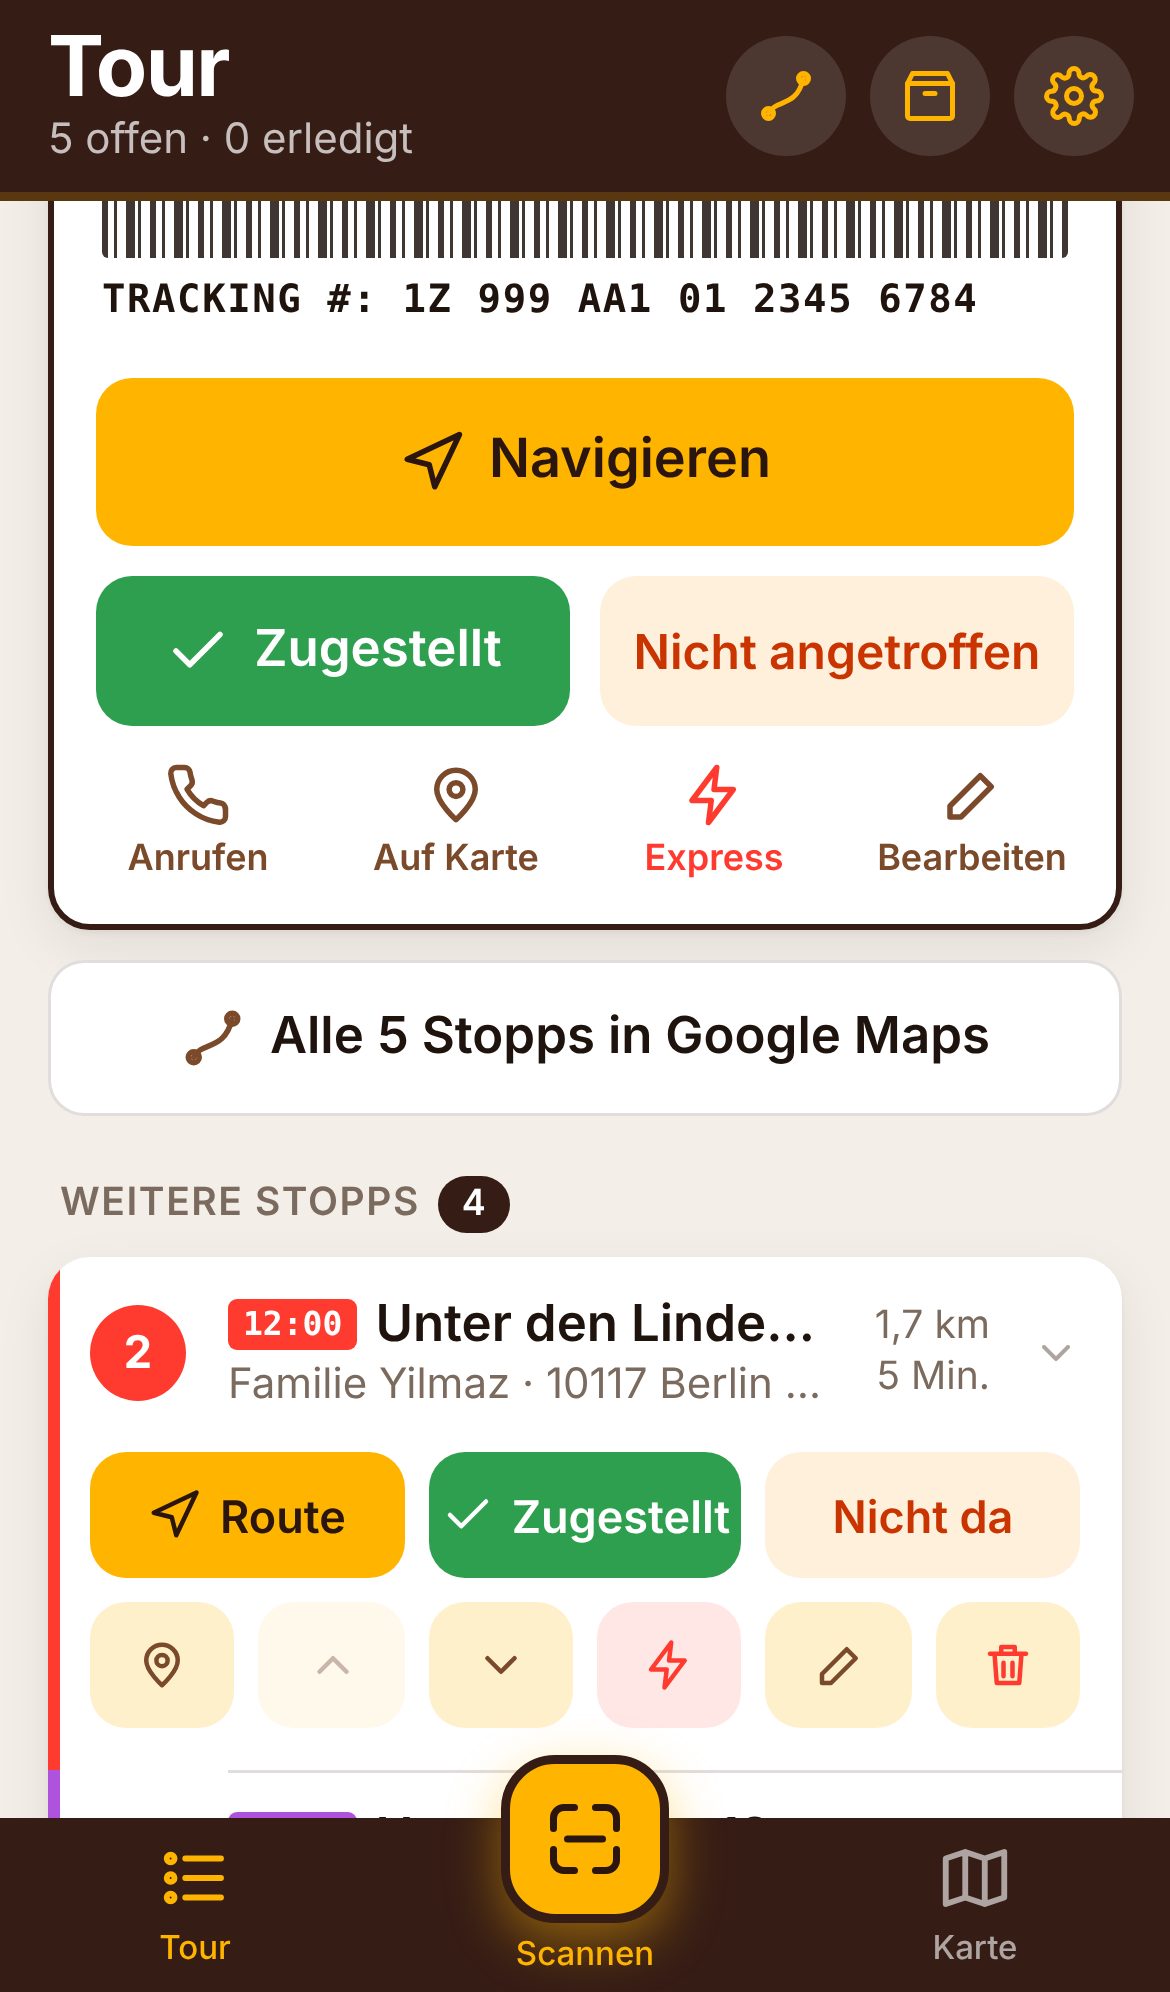 Tour
5 offen · 0 erledigt
TRACKING #: 1Z 999 AA1 01 2345 6784
Navigieren
Zugestellt
Nicht angetroffen
Anrufen
Auf Karte
Express
Bearbeiten
Alle 5 Stopps in Google Maps
WEITERE STOPPS 4
2
12:00 Unter den Linde...
Familie Yilmaz · 10117 Berlin ...
1,7 km
5 Min.
Route
Zugestellt
Nicht da
Tour
Scannen
Karte